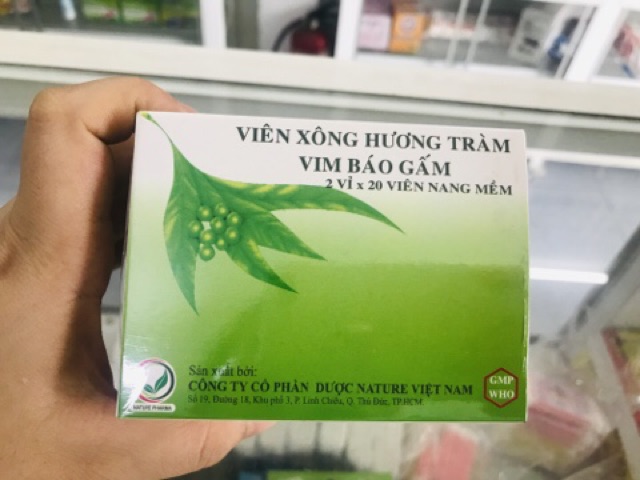 VIÊN XÔNG HƯƠNG TRÀM
VIM BÁO GẤM
2 VỈ x 20 VIÊN NANG MỀM
Sản xuất bởi:
CÔNG TY CỔ PHẦN DƯỢC NATURE VIỆT NAM
Số 19, Đường 18, Khu phố 3, P. Linh Chiểu, Q. Thủ Đức, TP.HCM.
NATURE PHARMA
GMP
WHO